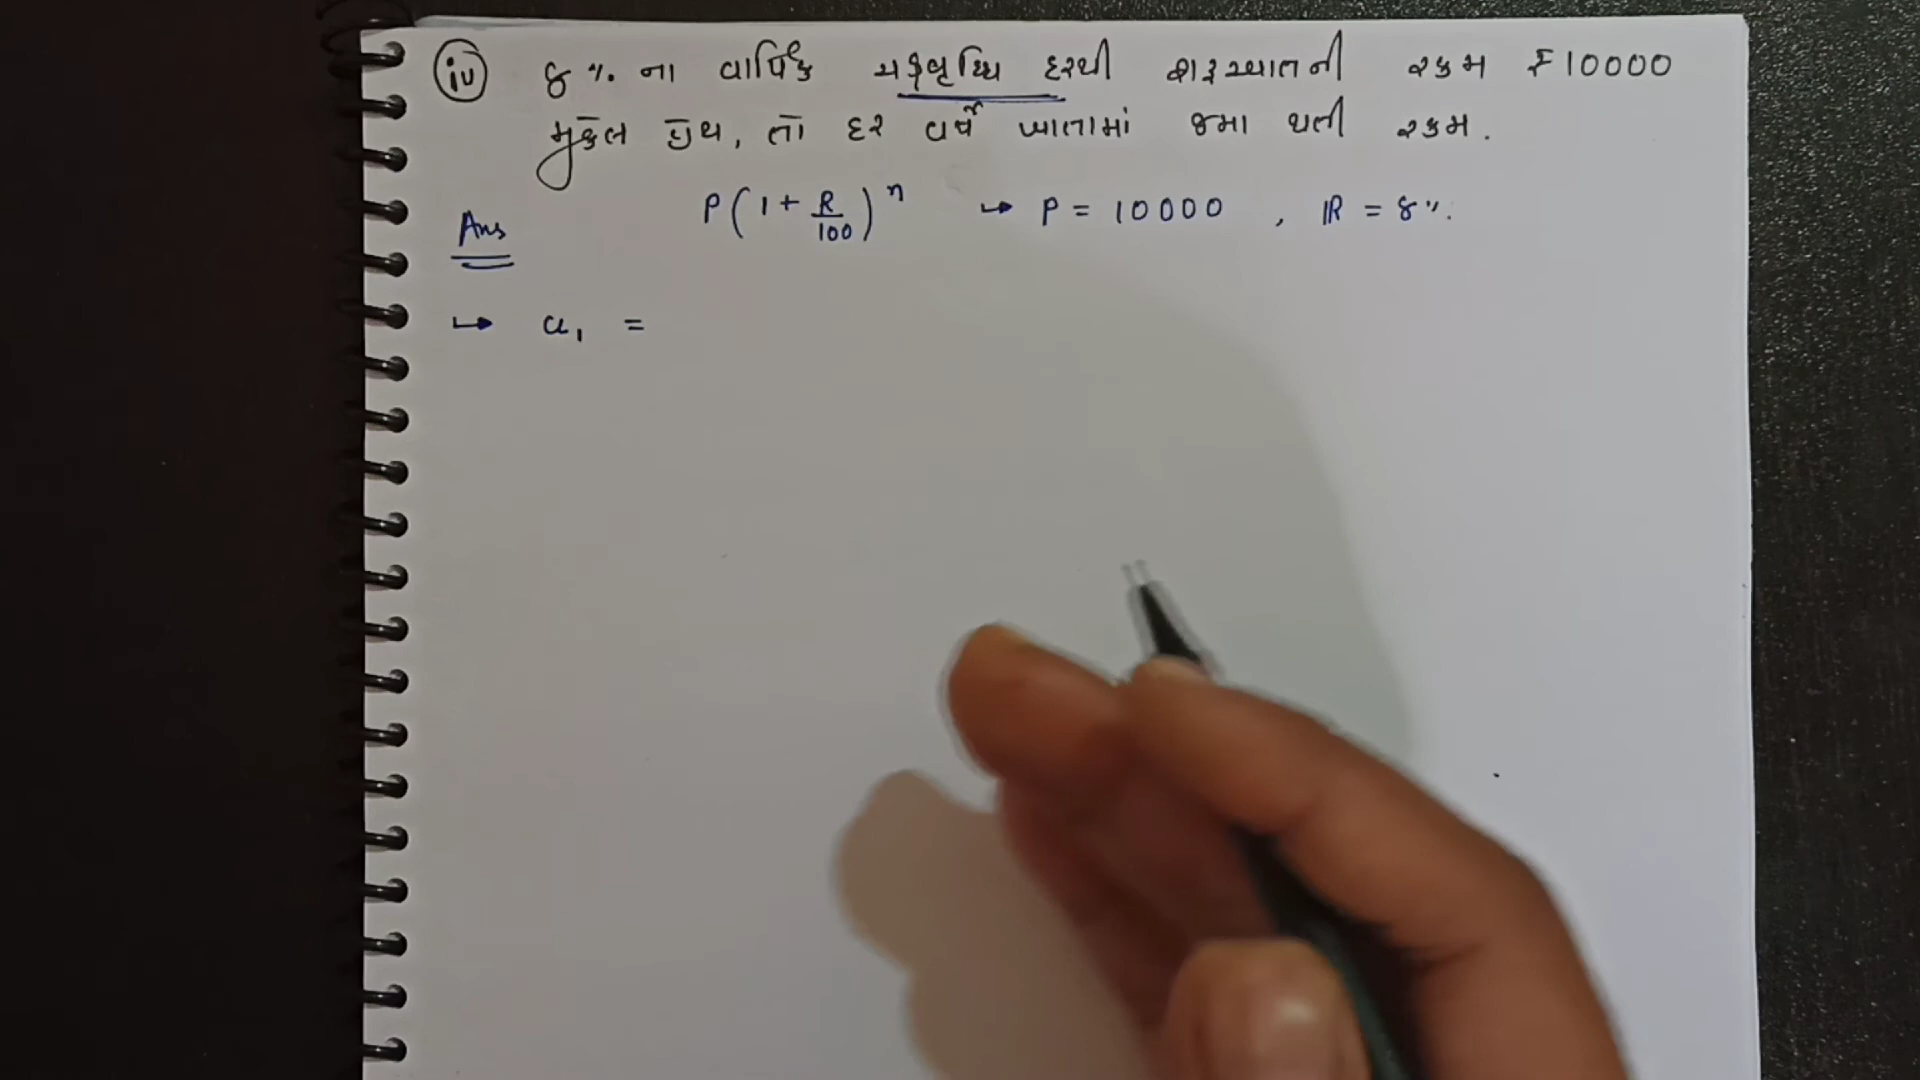 (iv) 8 % ના વાર્ષિક ચક્રવૃધ્ધિ દરથી શરૂઆતની રકમ ₹ 10000
મુકેલ હોય, તો દર વર્ષે ખાતામાં જમા થતી રકમ.
Ans P(1 + R/100)^n ↦ P = 10000 , R = 8 %.
↦ a₁ =